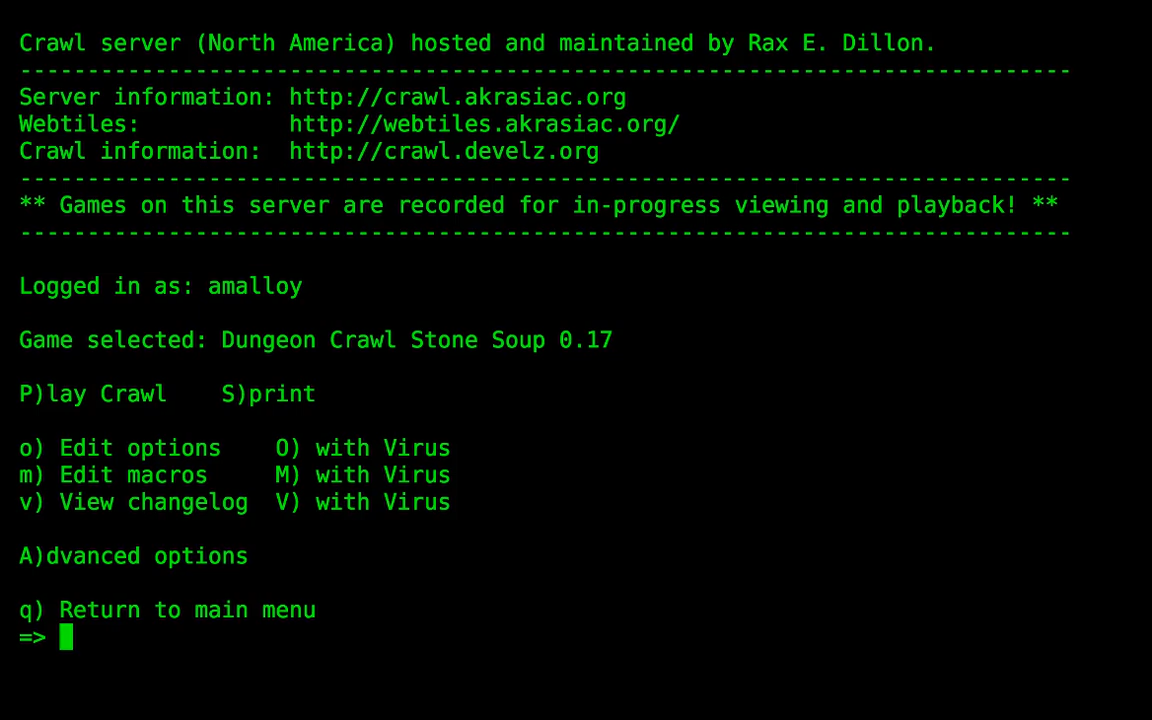 Crawl server (North America) hosted and maintained by Rax E. Dillon.
------------------------------------------------------------------------------
Server information: http://crawl.akrasiac.org
Webtiles:           http://webtiles.akrasiac.org/
Crawl information:  http://crawl.develz.org
------------------------------------------------------------------------------
** Games on this server are recorded for in-progress viewing and playback! **
------------------------------------------------------------------------------
Logged in as: amalloy
Game selected: Dungeon Crawl Stone Soup 0.17
P)lay Crawl    S)print
o) Edit options    O) with Virus
m) Edit macros     M) with Virus
v) View changelog  V) with Virus
A)dvanced options
q) Return to main menu
=>